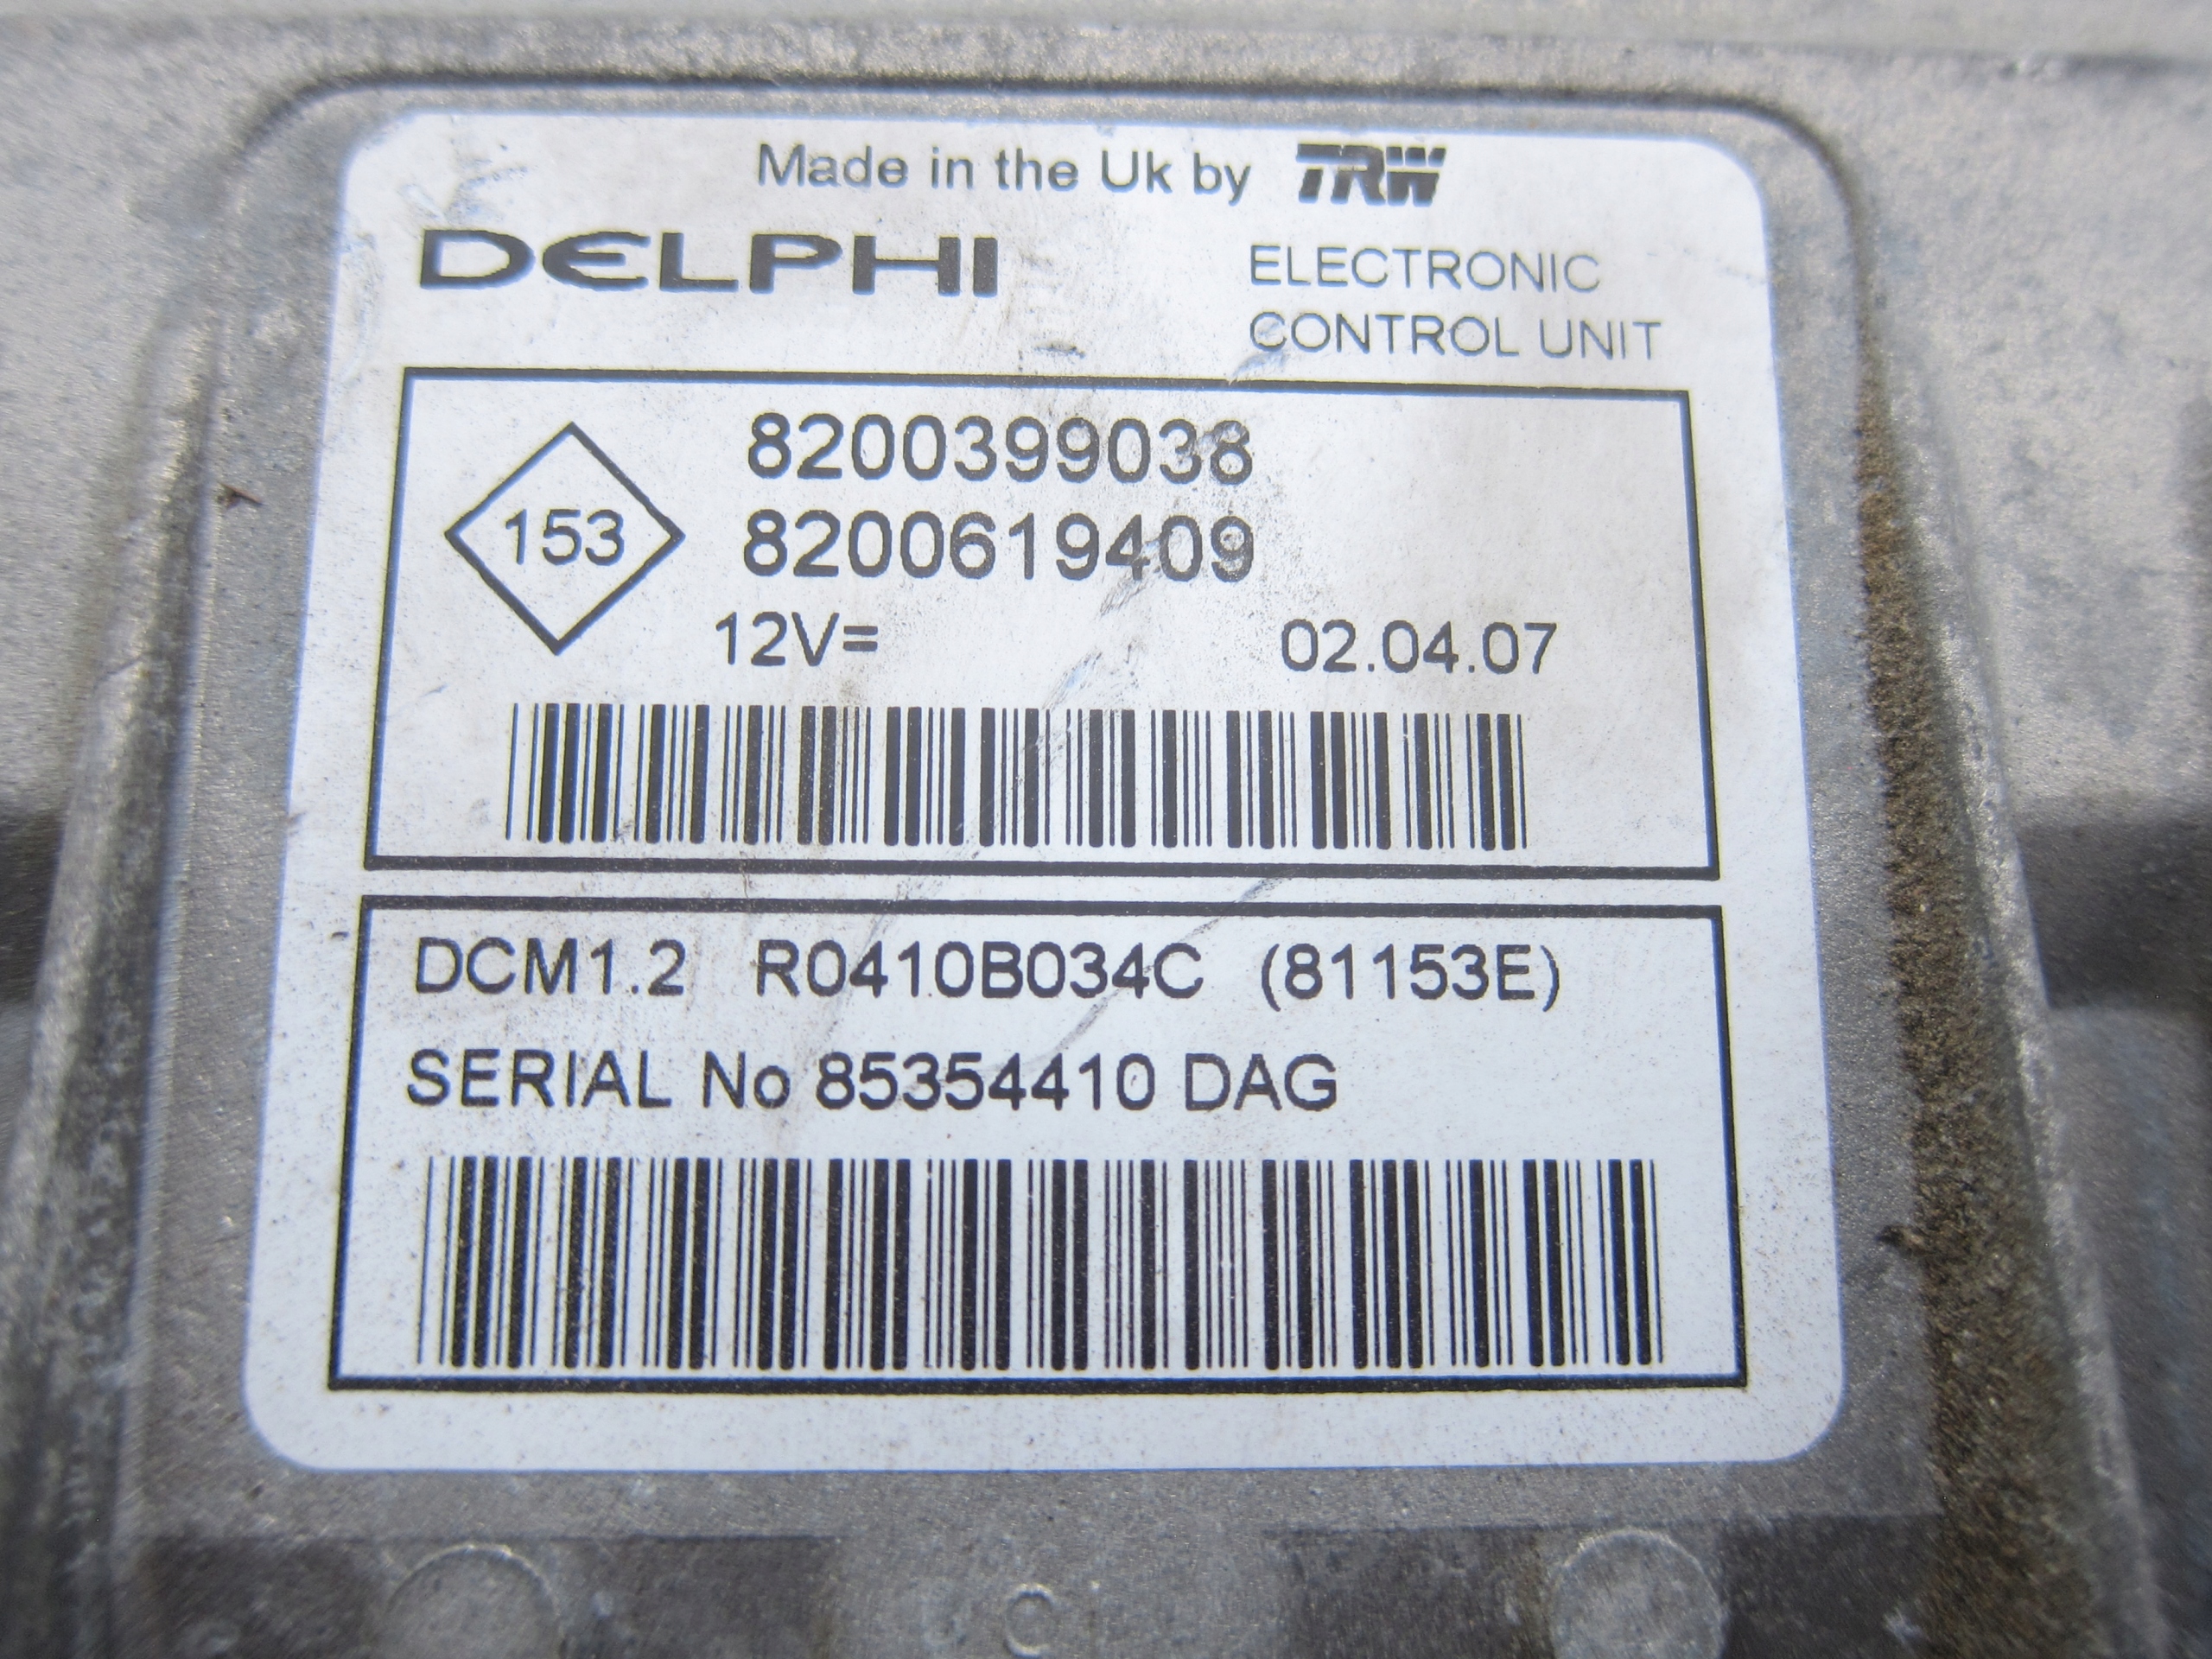 Made in the Uk by TRW
DELPHI
ELECTRONIC
CONTROL UNIT
8200399038
153
8200619409
12V= 02.04.07
DCM1.2 R0410B034C (81153E)
SERIAL No 85354410 DAG